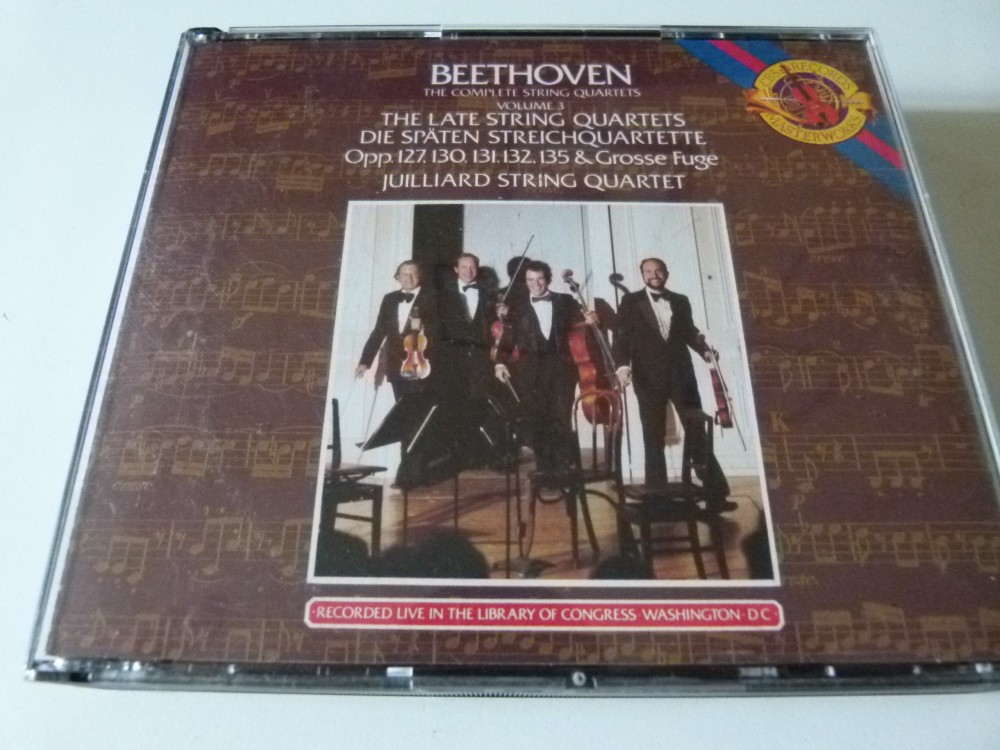 BEETHOVEN
THE COMPLETE STRING QUARTETS
VOLUME 3
THE LATE STRING QUARTETS
DIE SPÄTEN STREICHQUARTETTE
Opp. 127, 130, 131, 132, 135 & Grosse Fuge
JUILLIARD STRING QUARTET
CBS RECORDS
MASTERWORKS
·RECORDED LIVE IN THE LIBRARY OF CONGRESS·WASHINGTON·D C·